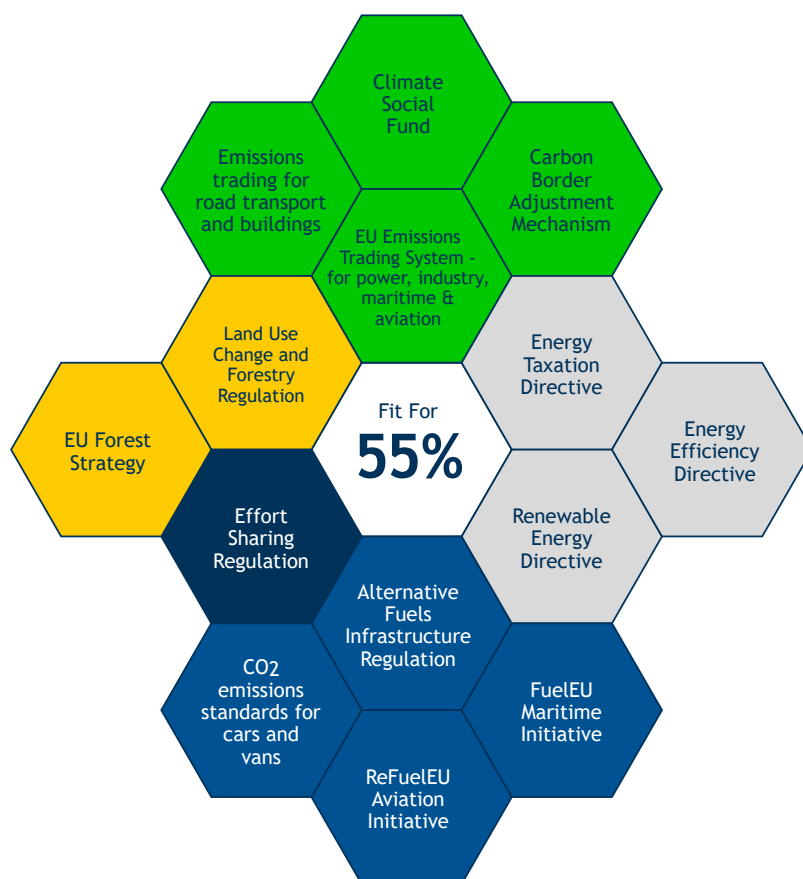 Climate
Social
Fund
Emissions
trading for
road transport
and buildings
Carbon
Border
Adjustment
Mechanism
EU Emissions
Trading System -
for power, industry,
maritime &
aviation
Land Use
Change and
Forestry
Regulation
Energy
Taxation
Directive
EU Forest
Strategy
Fit For
55%
Energy
Efficiency
Directive
Effort
Sharing
Regulation
Renewable
Energy
Directive
Alternative
Fuels
Infrastructure
Regulation
CO2
emissions
standards for
cars and
vans
FuelEU
Maritime
Initiative
ReFuelEU
Aviation
Initiative